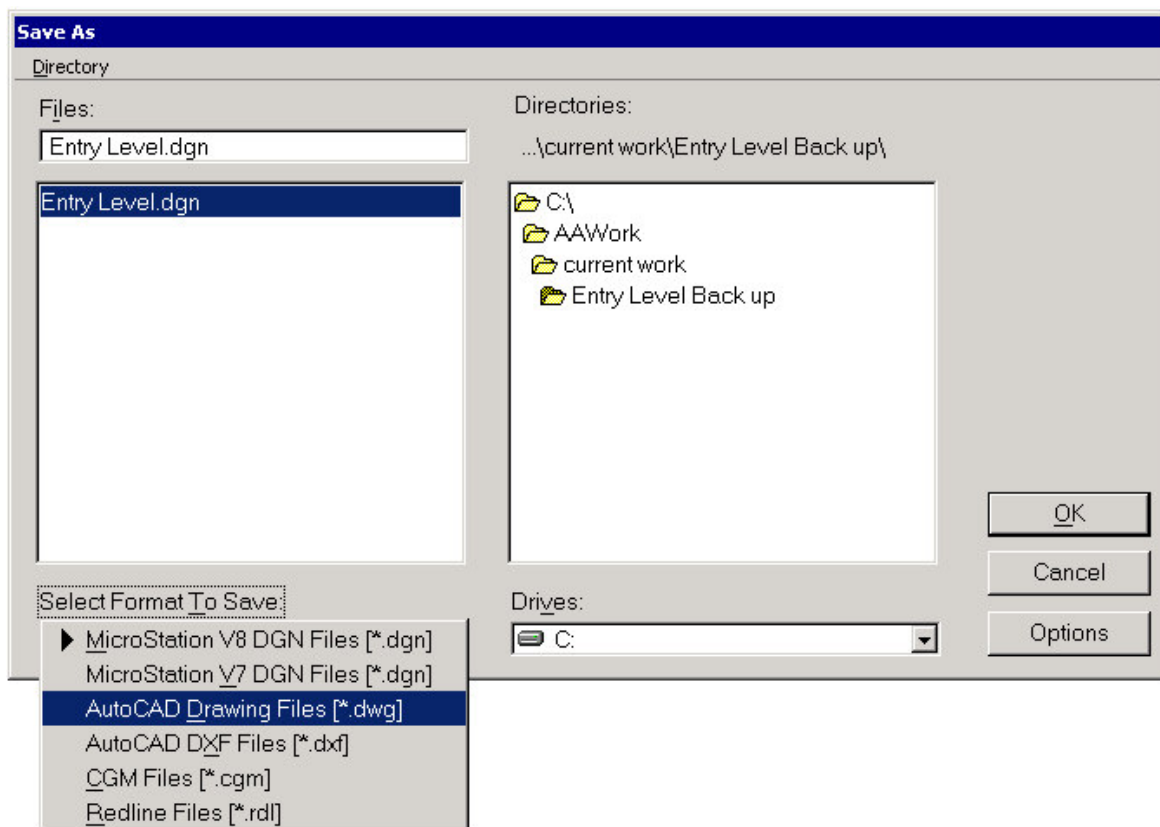 Save As
Directory
Files:
Entry Level.dgn
Entry Level.dgn
Directories:
...\current work\Entry Level Back up\
C:\
AAWork
current work
Entry Level Back up
OK
Cancel
Options
Select Format To Save:
MicroStation V8 DGN Files [*.dgn]
MicroStation V7 DGN Files [*.dgn]
AutoCAD Drawing Files [*.dwg]
AutoCAD DXF Files [*.dxf]
CGM Files [*.cgm]
Redline Files [*.rdl]
Drives:
C: